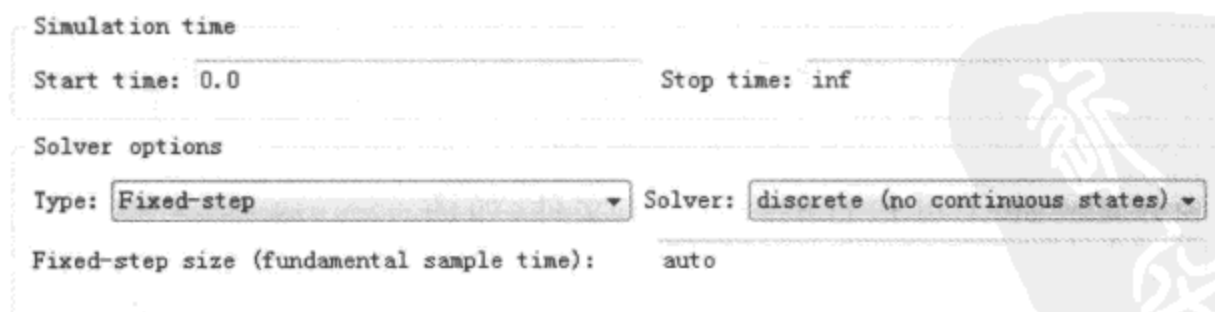 Simulation time
Start time: 0.0 Stop time: inf
Solver options
Type: Fixed-step Solver: discrete (no continuous states)
Fixed-step size (fundamental sample time): auto